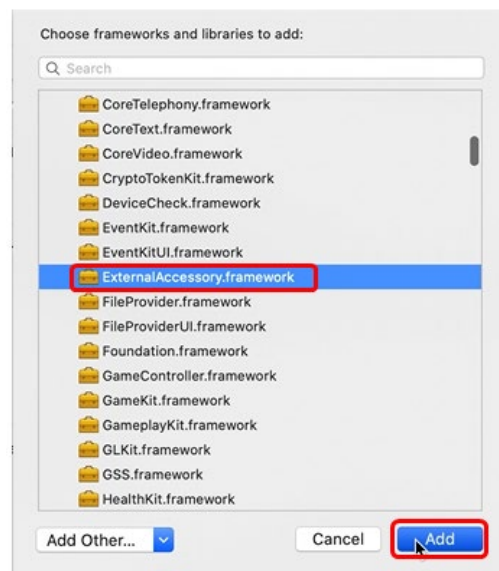 Choose frameworks and libraries to add:
Search
CoreTelephony.framework
CoreText.framework
CoreVideo.framework
CryptoTokenKit.framework
DeviceCheck.framework
EventKit.framework
EventKitUI.framework
ExternalAccessory.framework
FileProvider.framework
FileProviderUI.framework
Foundation.framework
GameController.framework
GameKit.framework
GameplayKit.framework
GLKit.framework
GSS.framework
HealthKit.framework
Add Other... Cancel Add